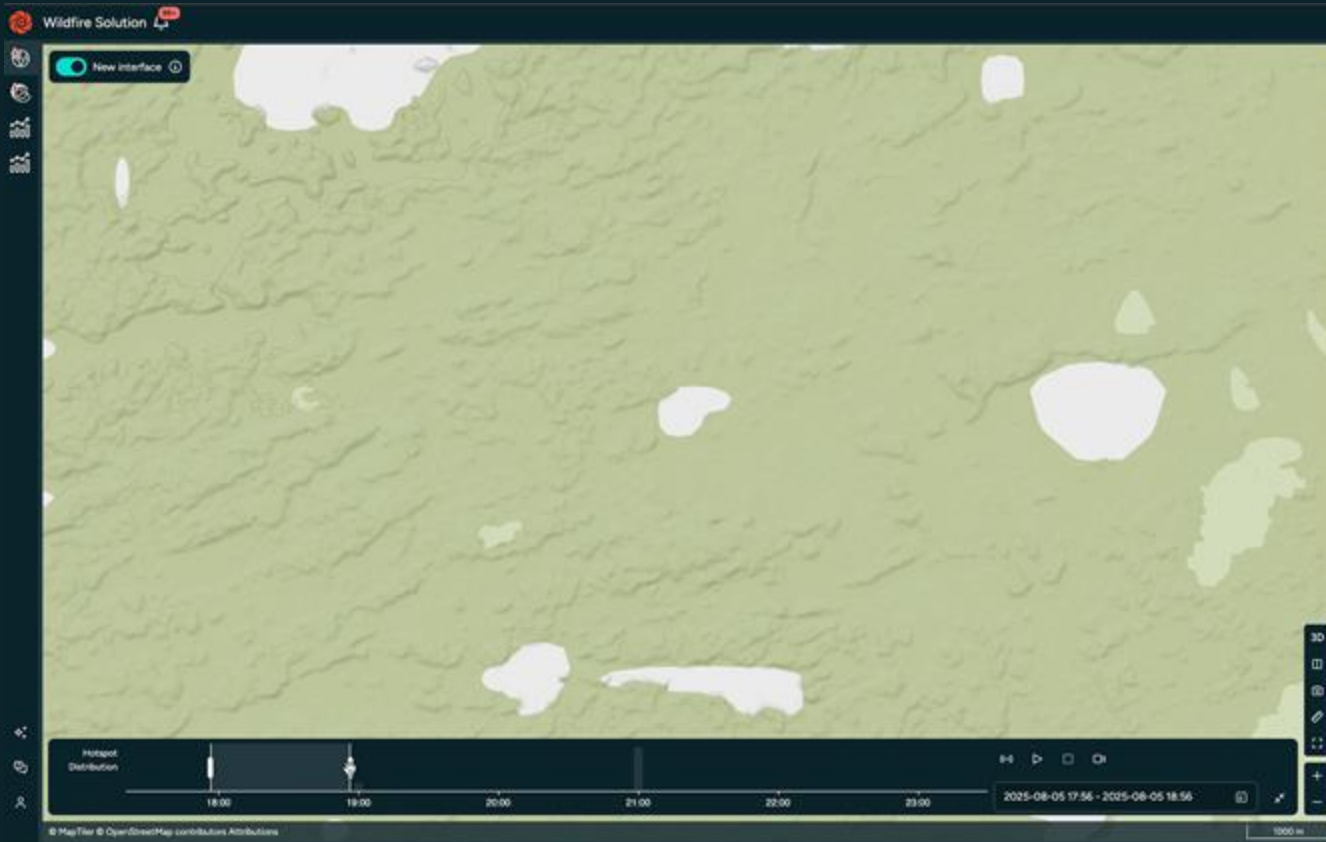 Wildfire Solution
99+
New interface
3D
Hotspot
Distribution
18:00 19:00 20:00 21:00 22:00 23:00
2025-08-05 17:56 - 2025-08-05 18:56
© MapTiler © OpenStreetMap contributors Attributions
1000 m